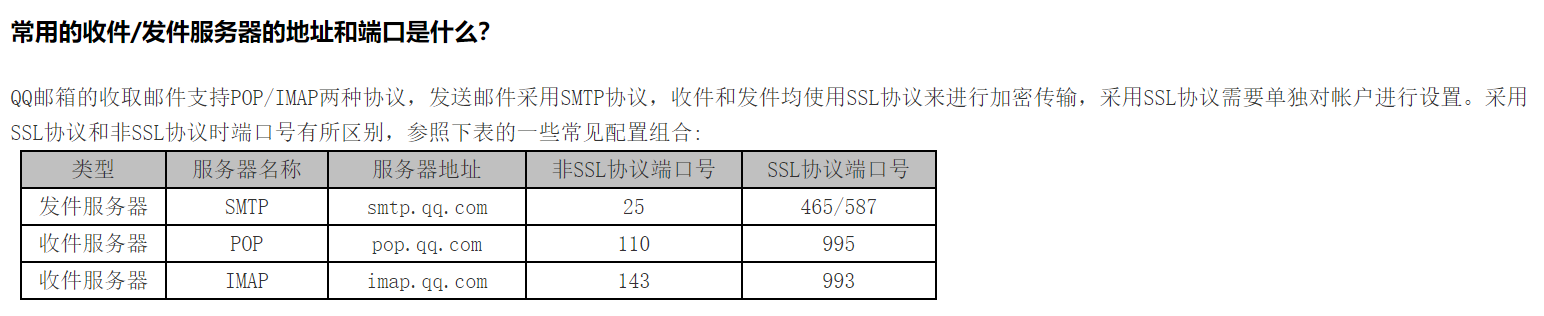 常用的收件/发件服务器的地址和端口是什么?
QQ邮箱的收取邮件支持POP/IMAP两种协议，发送邮件采用SMTP协议，收件和发件均使用SSL协议来进行加密传输，采用SSL协议需要单独对帐户进行设置。采用
SSL协议和非SSL协议时端口号有所区别，参照下表的一些常见配置组合:
类型 服务器名称 服务器地址 非SSL协议端口号 SSL协议端口号
发件服务器 SMTP smtp.qq.com 25 465/587
收件服务器 POP pop.qq.com 110 995
收件服务器 IMAP imap.qq.com 143 993